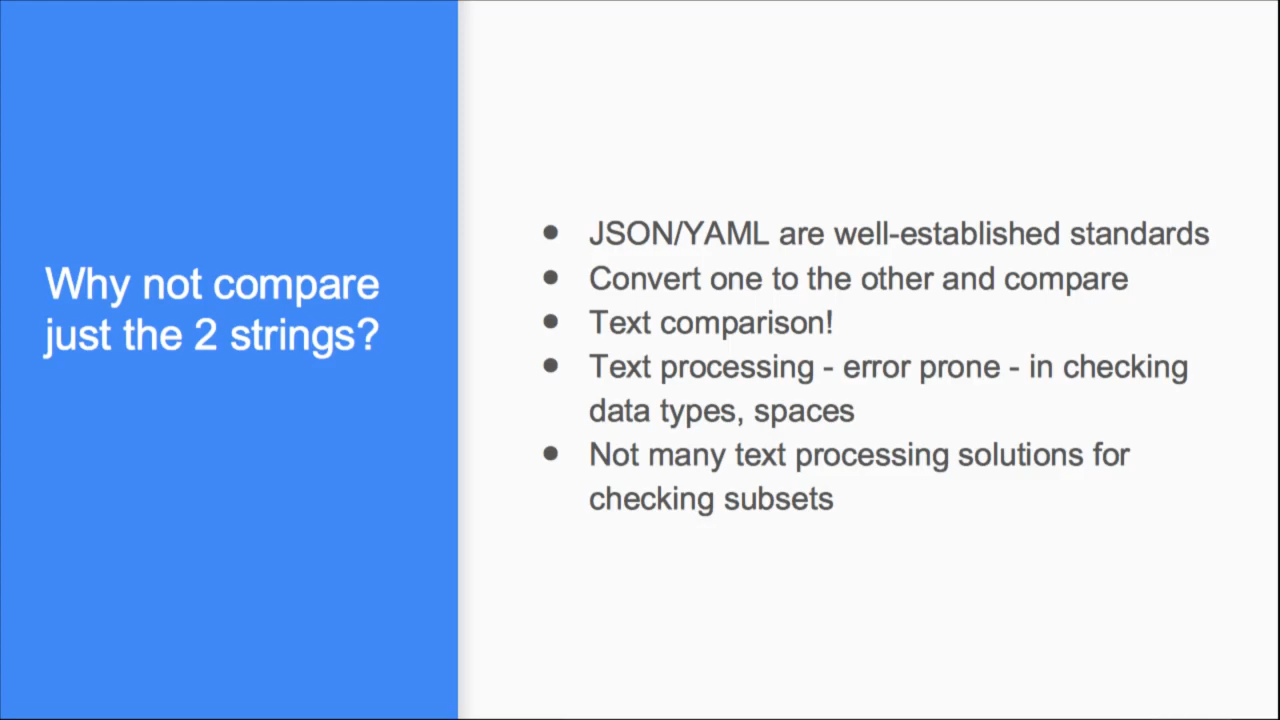 Why not compare
just the 2 strings?
● JSON/YAML are well-established standards
● Convert one to the other and compare
● Text comparison!
● Text processing - error prone - in checking
data types, spaces
● Not many text processing solutions for
checking subsets